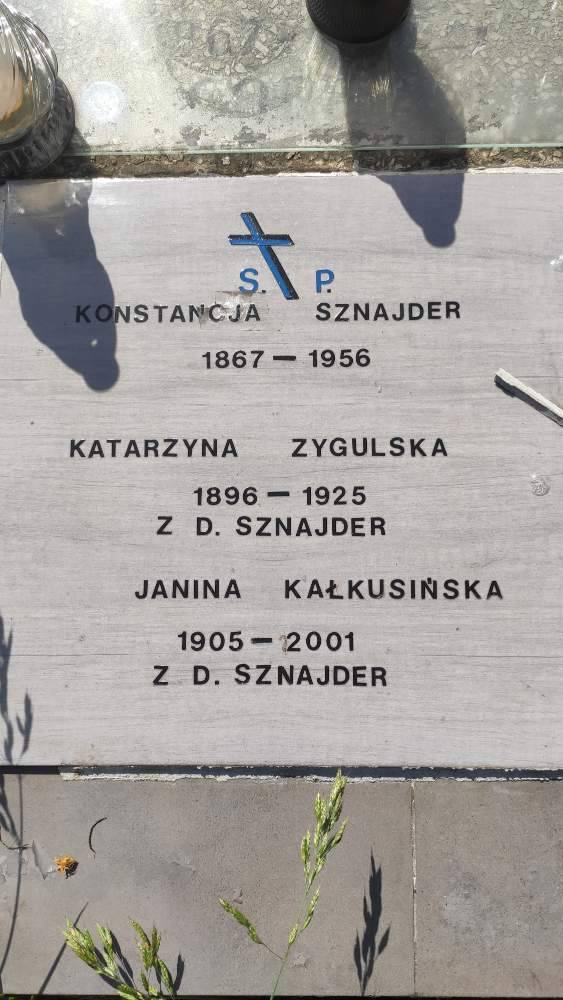 S. P.
KONSTANCJA SZNAJDER
1867 — 1956
KATARZYNA ZYGULSKA
1896 — 1925
Z D. SZNAJDER
JANINA KAŁKUSIŃSKA
1905 — 2001
Z D. SZNAJDER